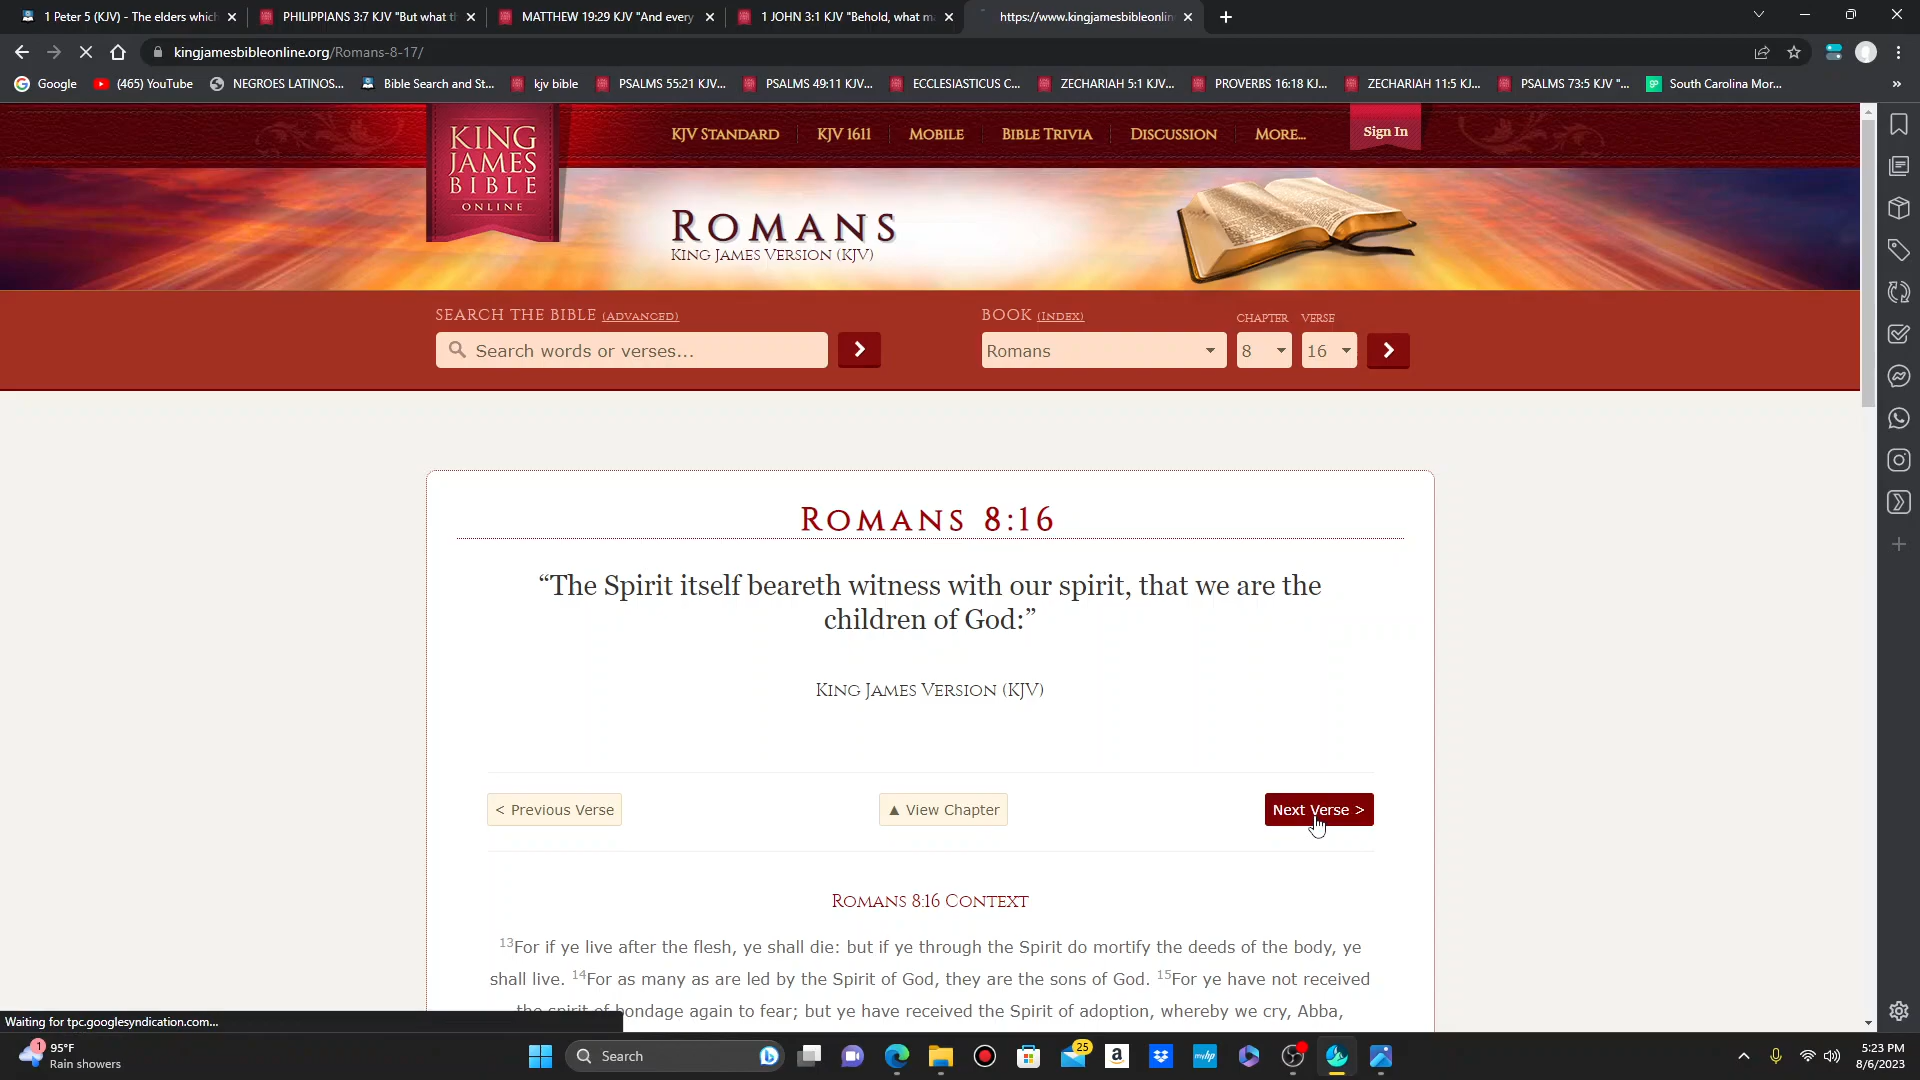 1 Peter 5 (KJV) - The elders which
PHILIPPIANS 3:7 KJV "But what th
MATTHEW 19:29 KJV "And every
1 JOHN 3:1 KJV "Behold, what ma
https://www.kingjamesbibleonlin
kingjamesbibleonline.org/Romans-8-17/
Google
(465) YouTube
NEGROES LATINOS...
Bible Search and St...
kjv bible
PSALMS 55:21 KJV...
PSALMS 49:11 KJV...
ECCLESIASTICUS C...
ZECHARIAH 5:1 KJV...
PROVERBS 16:18 KJ...
ZECHARIAH 11:5 KJ...
PSALMS 73:5 KJV "...
South Carolina Mor...
»
KING
JAMES
BIBLE
ONLINE
KJV STANDARD
KJV 1611
MOBILE
BIBLE TRIVIA
DISCUSSION
MORE...
Sign In
ROMANS
KING JAMES VERSION (KJV)
SEARCH THE BIBLE (ADVANCED)
BOOK (INDEX)
CHAPTER
VERSE
Search words or verses...
Romans
8
16
ROMANS 8:16
“The Spirit itself beareth witness with our spirit, that we are the
children of God:”
KING JAMES VERSION (KJV)
< Previous Verse
▲ View Chapter
Next Verse >
ROMANS 8:16 CONTEXT
13For if ye live after the flesh, ye shall die: but if ye through the Spirit do mortify the deeds of the body, ye
shall live. 14For as many as are led by the Spirit of God, they are the sons of God. 15For ye have not received
the spirit of bondage again to fear; but ye have received the Spirit of adoption, whereby we cry, Abba,
Waiting for tpc.googlesyndication.com...
1
95°F
Rain showers
Search
25
a
myhp
5:23 PM
8/6/2023